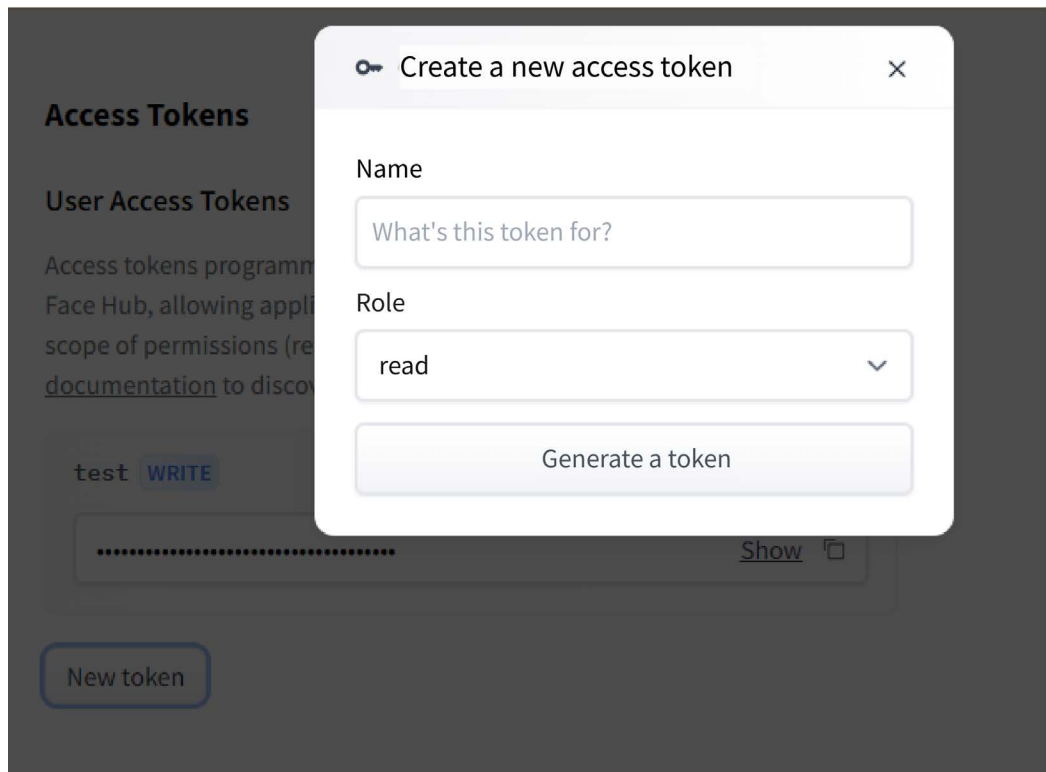 Create a new access token
Access Tokens
Name
User Access Tokens
What's this token for?
Access tokens programm
Face Hub, allowing appli
Role
scope of permissions (re
read
documentation to discov
Generate a token
test WRITE
Show
New token